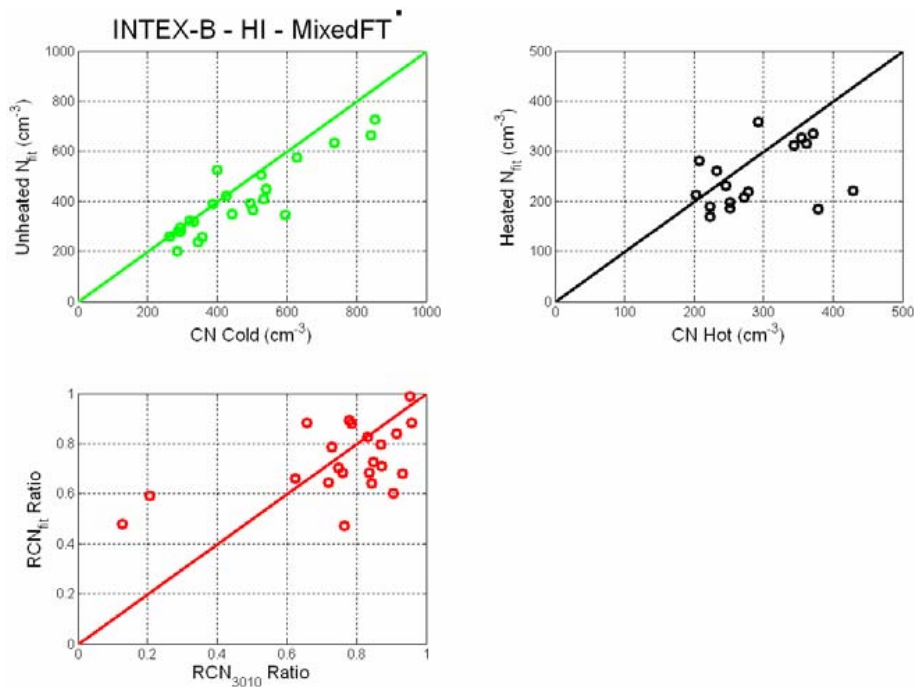 INTEX-B - HI - MixedFT
1000
800
600
400
200
0
Unheated N_fit (cm⁻³)
0 200 400 600 800 1000
CN Cold (cm⁻³)
500
400
300
200
100
0
Heated N_fit (cm⁻³)
0 100 200 300 400 500
CN Hot (cm⁻³)
1
0.8
0.6
0.4
0.2
0
RCN_fit Ratio
0 0.2 0.4 0.6 0.8 1
RCN_3010 Ratio